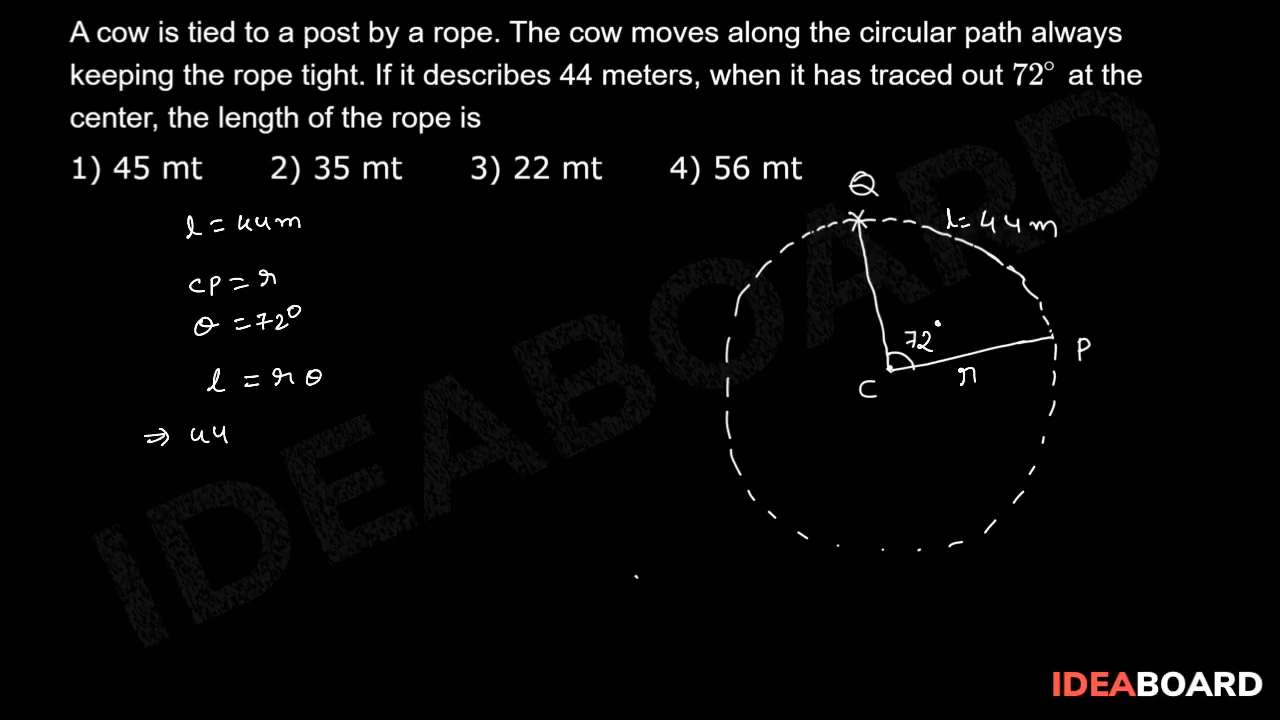 A cow is tied to a post by a rope. The cow moves along the circular path always
keeping the rope tight. If it describes 44 meters, when it has traced out 72° at the
center, the length of the rope is
1) 45 mt 2) 35 mt 3) 22 mt 4) 56 mt
l = 44m
CP = r
θ = 72°
l = r θ
⇒ 44
Q
l = 44m
72°
P
C
r
IDEABOARD
IDEABOARD